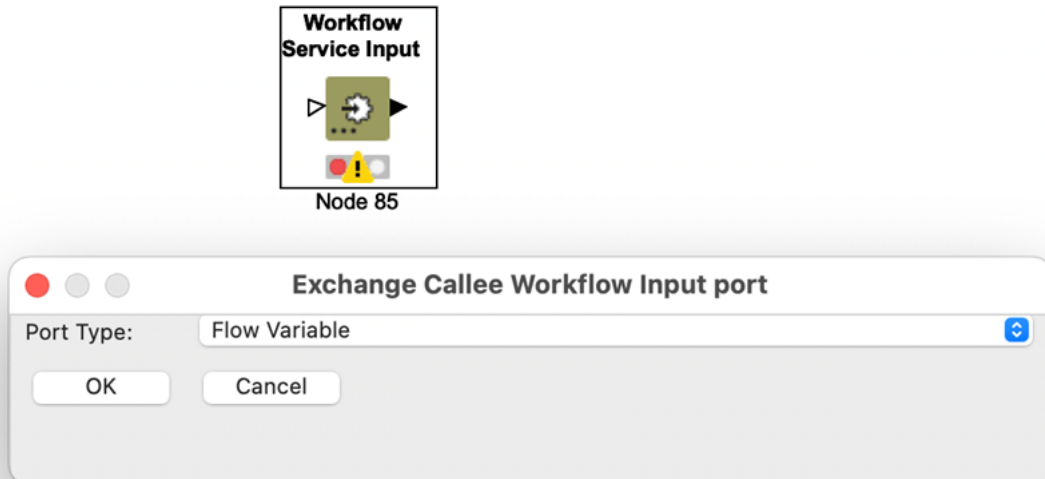 Workflow
Service Input
Node 85
Exchange Callee Workflow Input port
Port Type: Flow Variable
OK Cancel